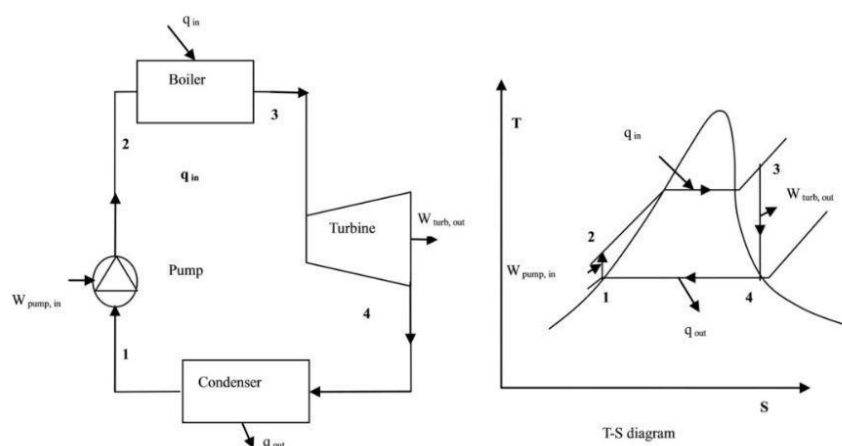 q in
Boiler
3
2
q in
Turbine
W turb, out
Pump
W pump, in
4
1
Condenser
q out
T
q in
3
W turb, out
2
W pump, in
1
4
q out
S
T-S diagram